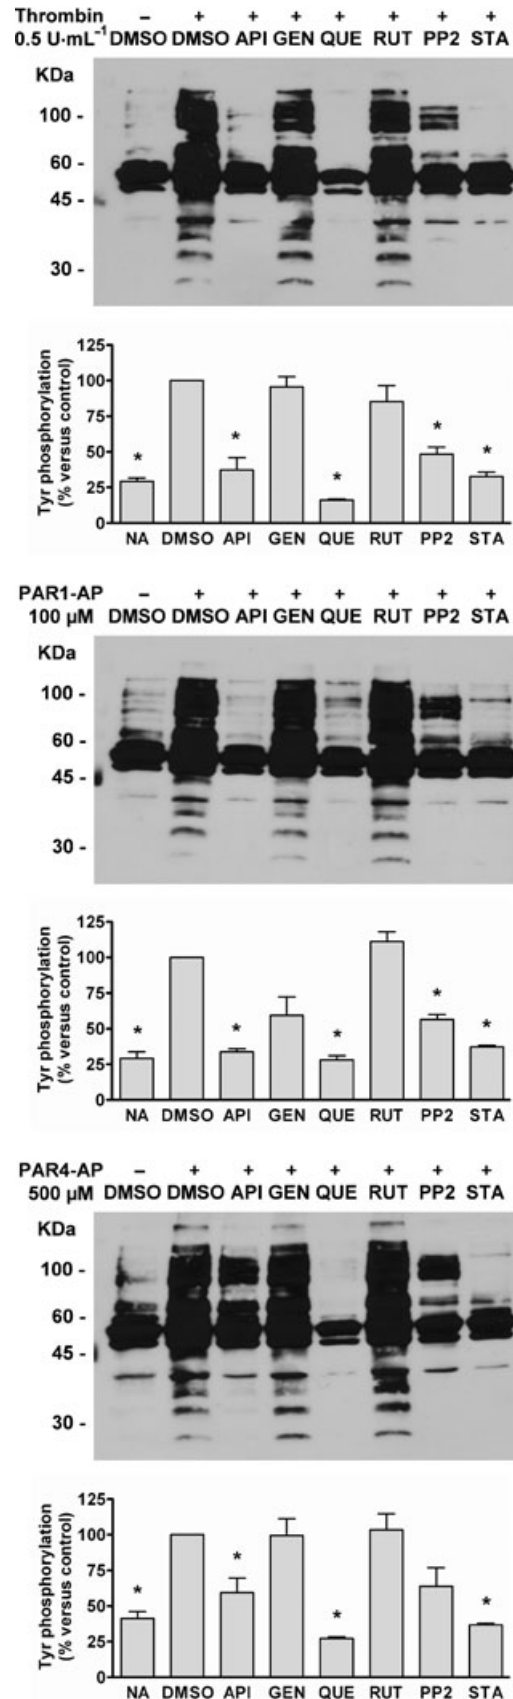 Thrombin – + + + + + + +
0.5 U·mL⁻¹ DMSO DMSO API GEN QUE RUT PP2 STA
KDa
100 -
60 -
45 -
30 -
Tyr phosphorylation
(% versus control)
125
100
75
50
25
0
* * * * *
NA DMSO API GEN QUE RUT PP2 STA
PAR1-AP – + + + + + + +
100 µM DMSO DMSO API GEN QUE RUT PP2 STA
KDa
100 -
60 -
45 -
30 -
Tyr phosphorylation
(% versus control)
125
100
75
50
25
0
* * * * *
NA DMSO API GEN QUE RUT PP2 STA
PAR4-AP – + + + + + + +
500 µM DMSO DMSO API GEN QUE RUT PP2 STA
KDa
100 -
60 -
45 -
30 -
Tyr phosphorylation
(% versus control)
125
100
75
50
25
0
* * * *
NA DMSO API GEN QUE RUT PP2 STA